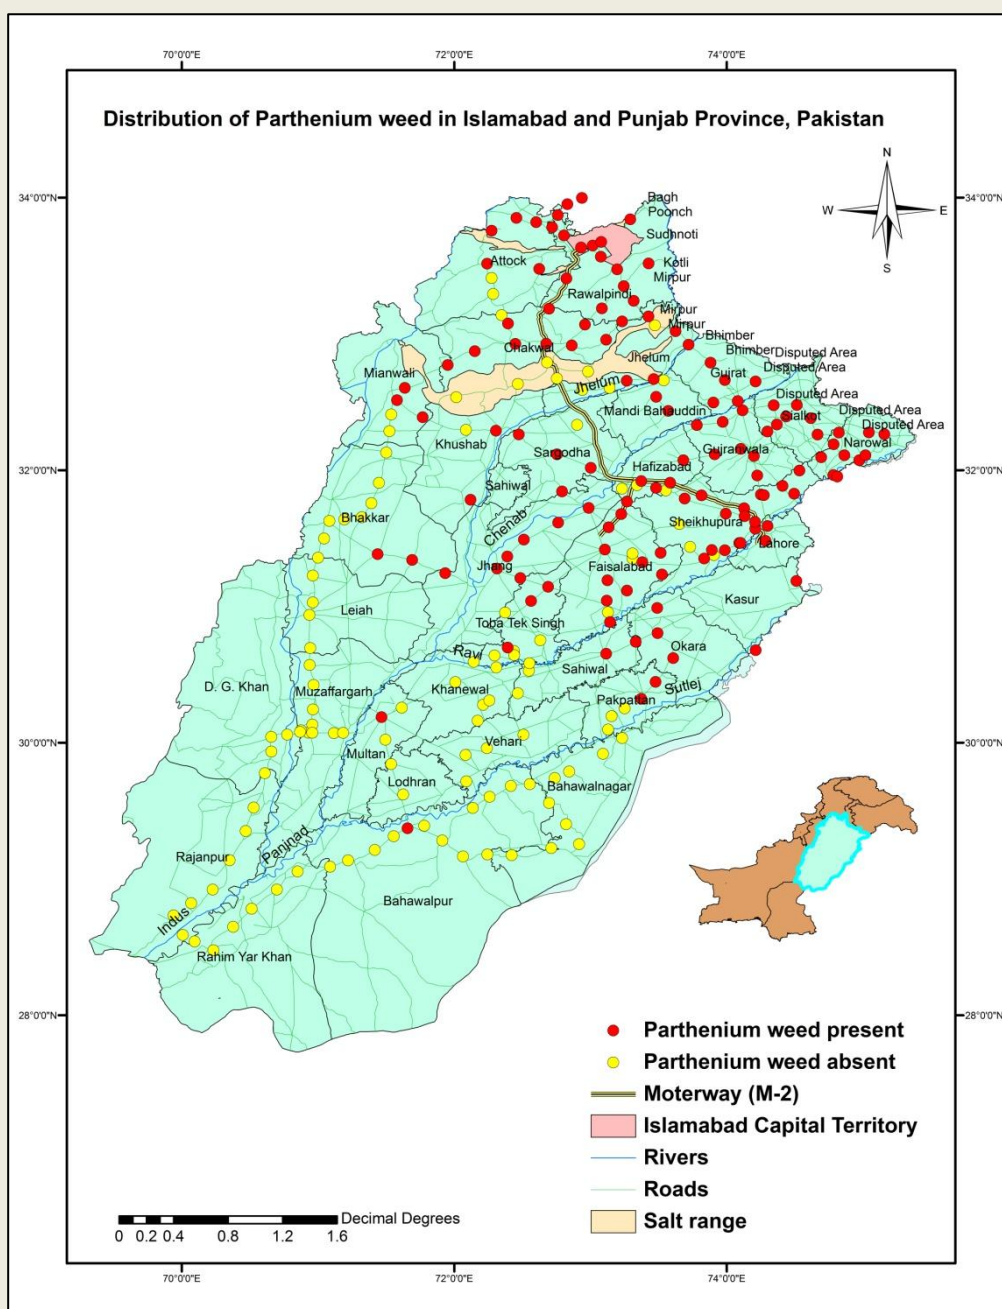 70°0'0"E 72°0'0"E 74°0'0"E
Distribution of Parthenium weed in Islamabad and Punjab Province, Pakistan
N
W E
S
34°0'0"N 34°0'0"N
Bagh
Poonch
Sudhnoti
Attock
Kotli
Mirpur
Rawalpindi
Mirpur
Mirpur
Bhimber
Chakwal
Bhimber
Disputed Area
Jhelum
Mianwali
Gujrat
Disputed Area
Jhelum
Disputed Area
Mandi Bahauddin
Sialkot
Disputed Area
Disputed Area
Khushab
Narowal
Sargodha
Gujranwala
32°0'0"N 32°0'0"N
Hafizabad
Sahiwal
Bhakkar
Chenab
Sheikhupura
Lahore
Jhang
Faisalabad
Kasur
Leiah
Toba Tek Singh
Ravi
Okara
Sahiwal
D. G. Khan
Muzaffargarh
Khanewal
Sutlej
Pakpattan
30°0'0"N 30°0'0"N
Vehari
Multan
Lodhran
Bahawalnagar
Panjnad
Rajanpur
Bahawalpur
Indus
Rahim Yar Khan
28°0'0"N 28°0'0"N
Parthenium weed present
Parthenium weed absent
Moterway (M-2)
Islamabad Capital Territory
Rivers
Roads
Salt range
Decimal Degrees
0 0.2 0.4 0.8 1.2 1.6
70°0'0"E 72°0'0"E 74°0'0"E